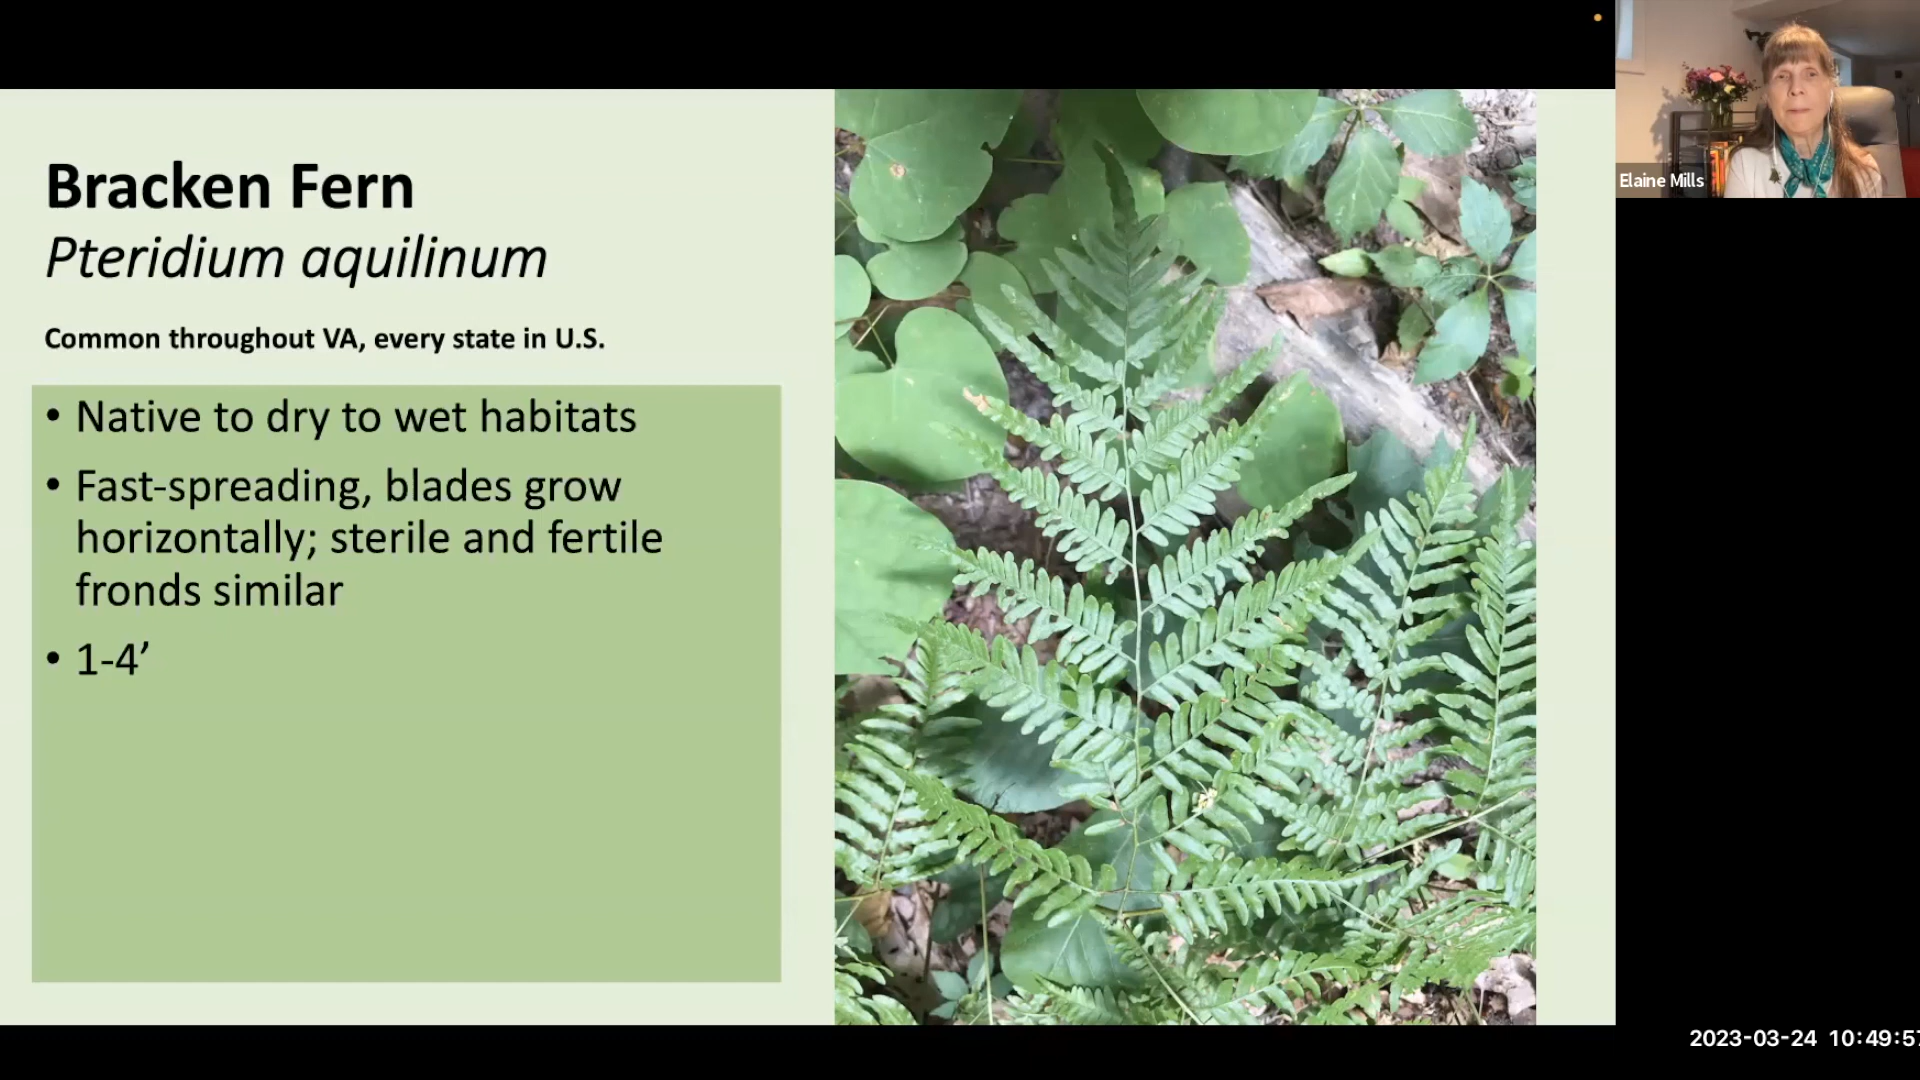 Bracken Fern
Pteridium aquilinum
Common throughout VA, every state in U.S.
• Native to dry to wet habitats
• Fast-spreading, blades grow
horizontally; sterile and fertile
fronds similar
• 1-4’
Elaine Mills
2023-03-24 10:49:57